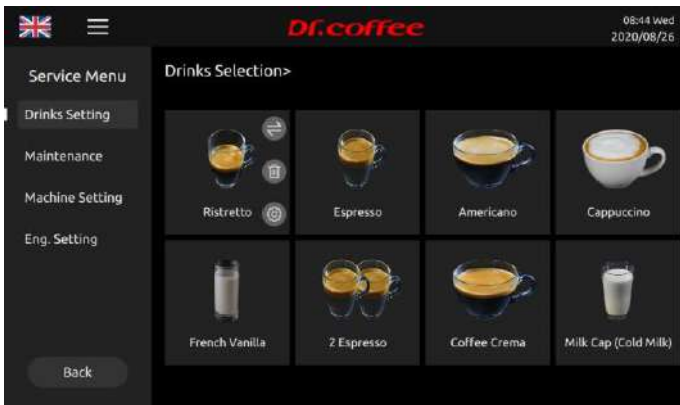 Dr.coffee
08:44 Wed
2020/08/26
Service Menu
Drinks Setting
Maintenance
Machine Setting
Eng. Setting
Back
Drinks Selection>
Ristretto
Espresso
Americano
Cappuccino
French Vanilla
2 Espresso
Coffee Crema
Milk Cap (Cold Milk)